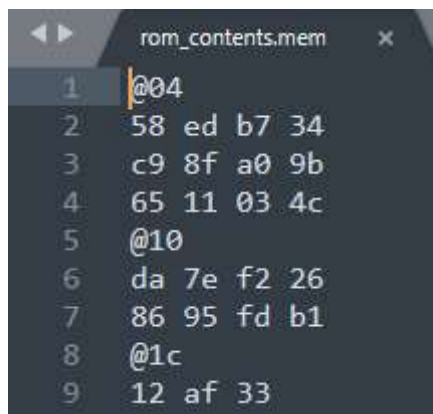 rom_contents.mem ×
1 @04
2 58 ed b7 34
3 c9 8f a0 9b
4 65 11 03 4c
5 @10
6 da 7e f2 26
7 86 95 fd b1
8 @1c
9 12 af 33